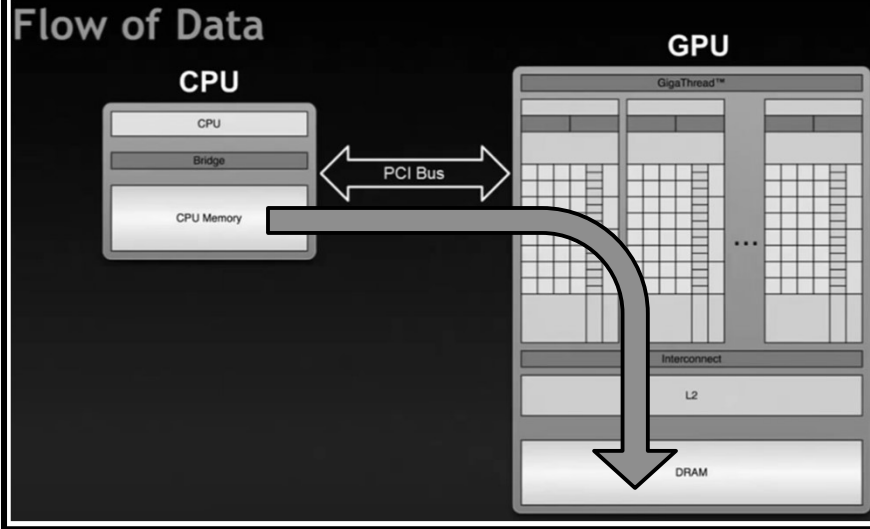 Flow of Data
CPU
CPU
Bridge
CPU Memory
PCI Bus
GPU
GigaThread™
...
Interconnect
L2
DRAM